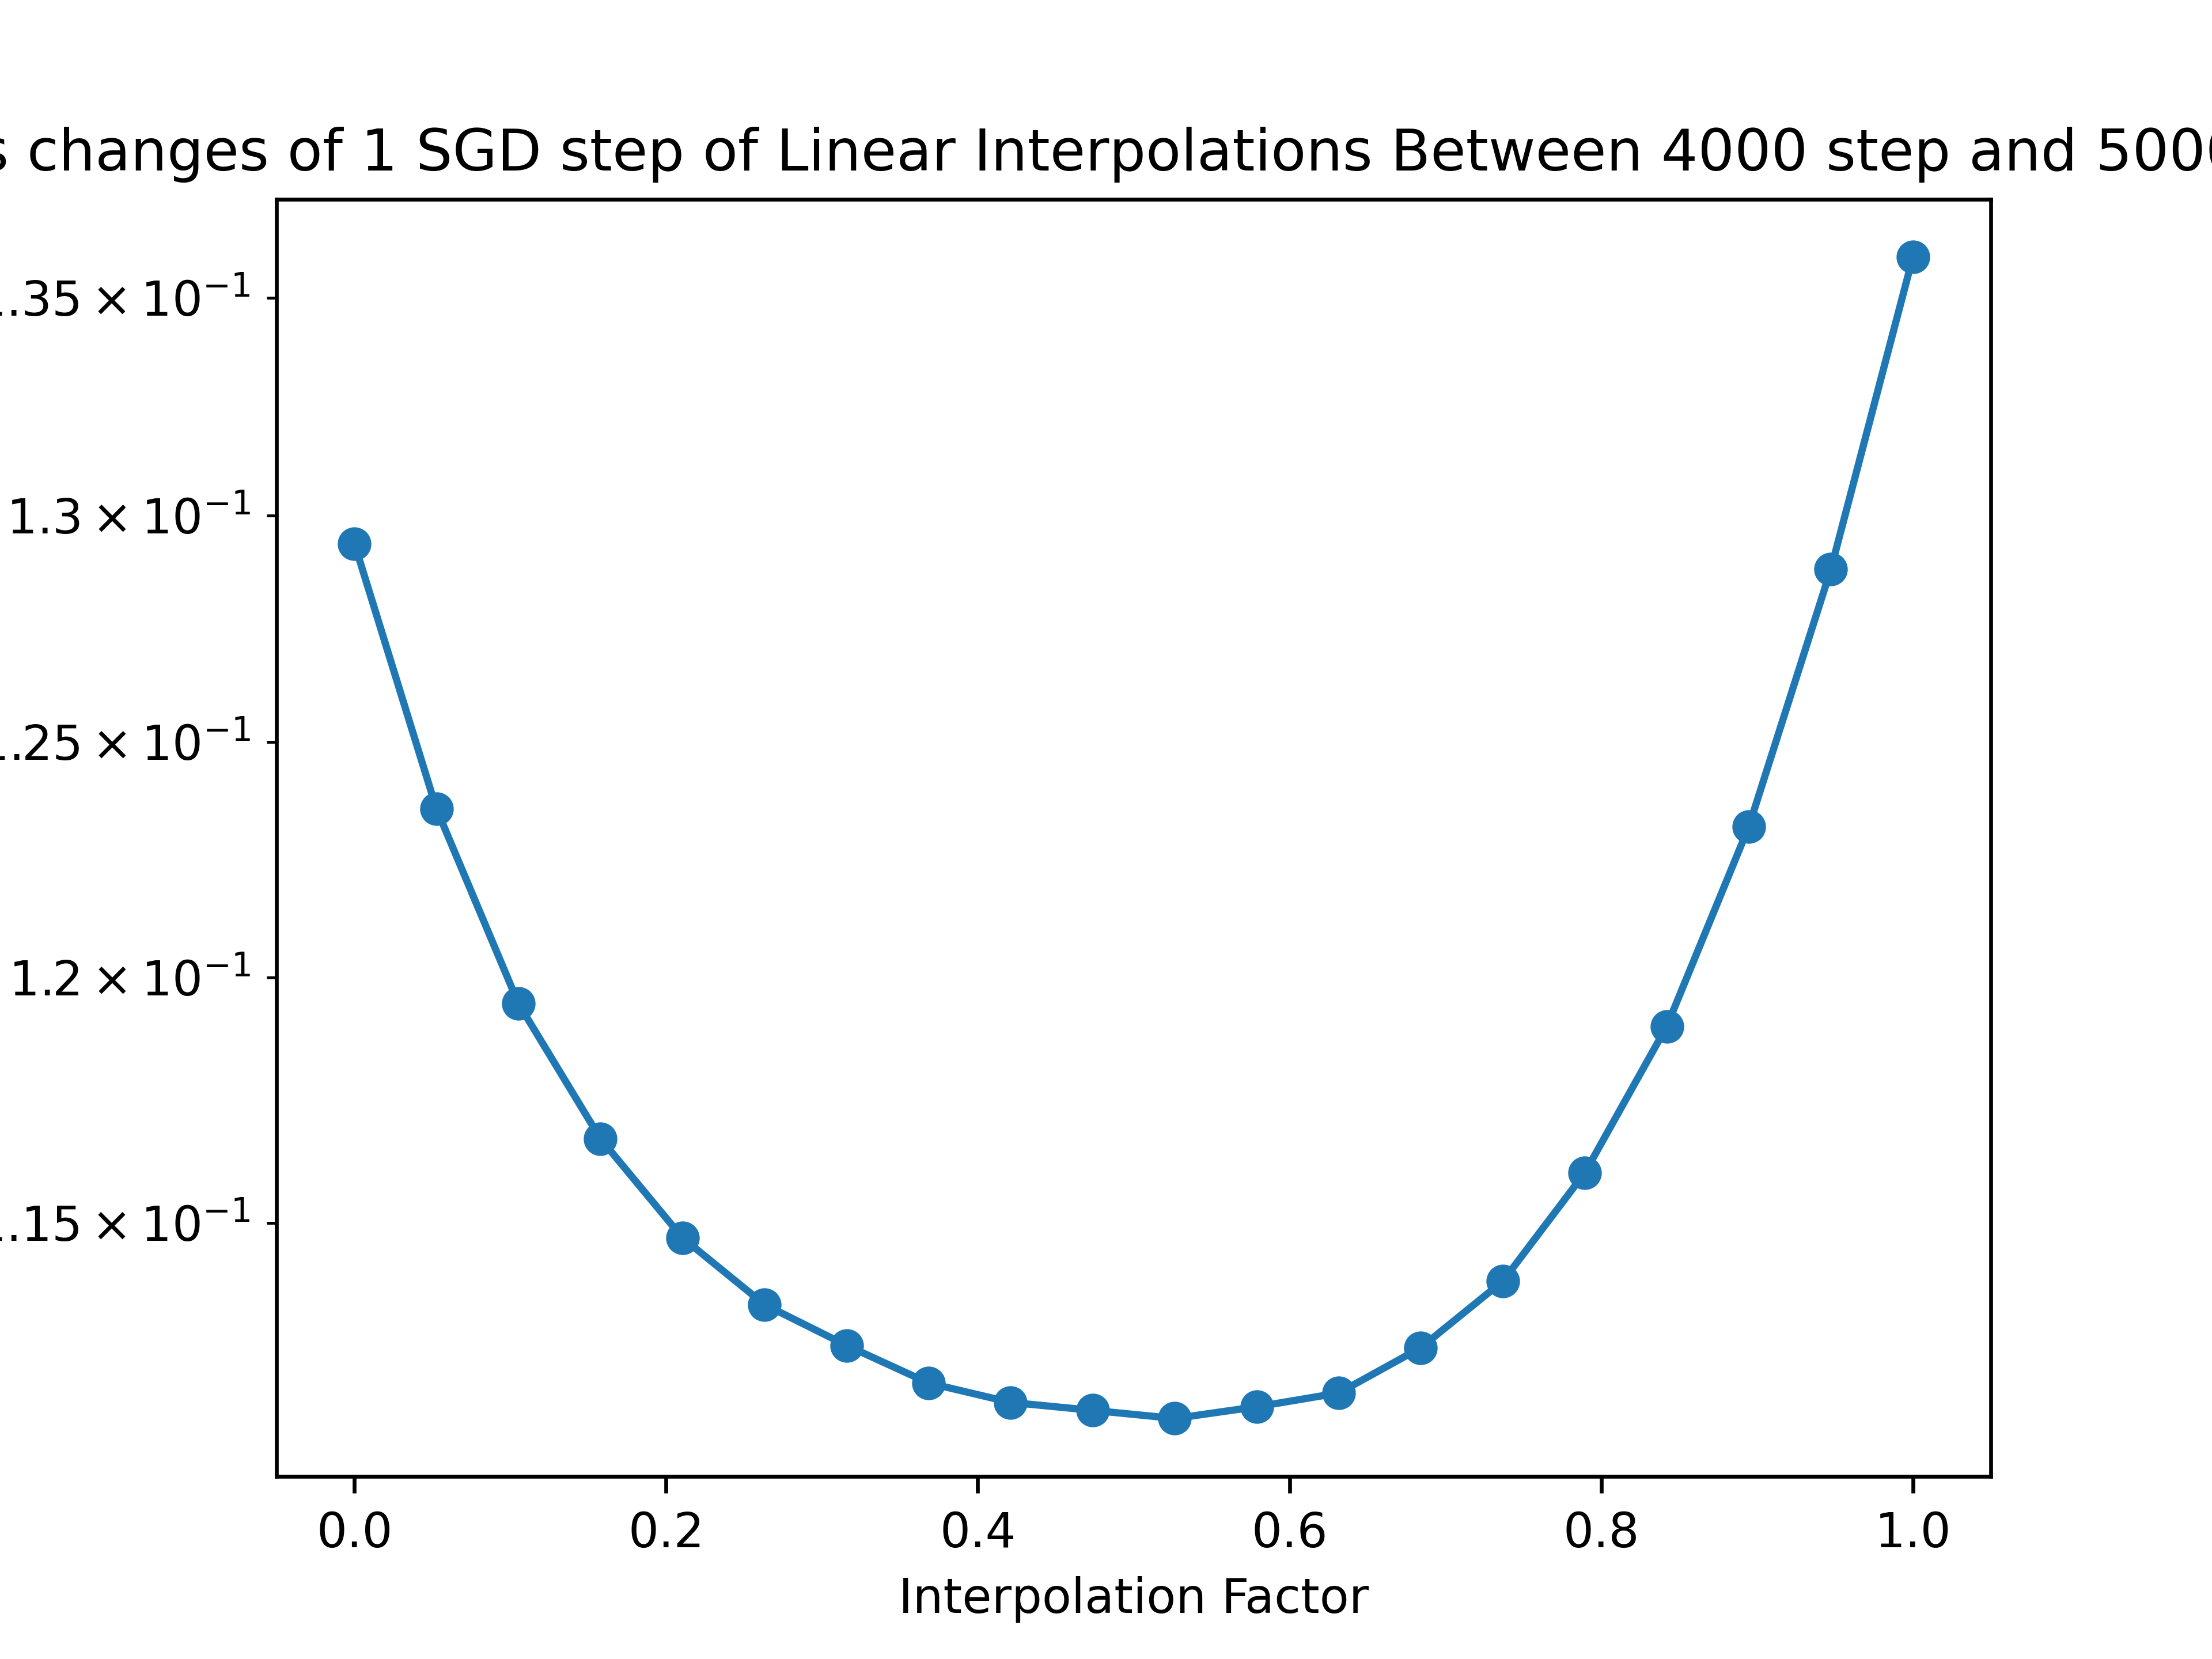 changes of 1 SGD step of Linear Interpolations Between 4000 step and 5000
.35 × 10⁻¹
1.3 × 10⁻¹
.25 × 10⁻¹
1.2 × 10⁻¹
.15 × 10⁻¹
0.0 0.2 0.4 0.6 0.8 1.0
Interpolation Factor